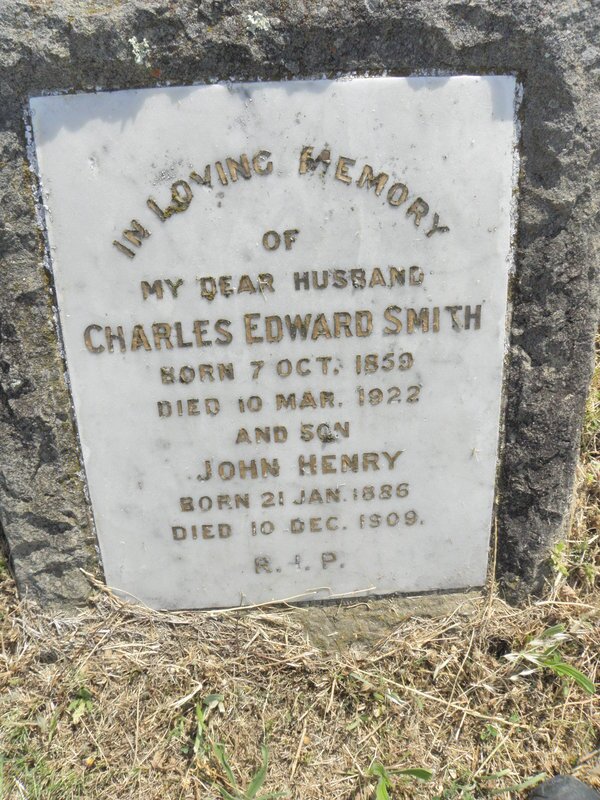 IN LOVING MEMORY
OF
MY DEAR HUSBAND
CHARLES EDWARD SMITH
BORN 7 OCT. 1859
DIED 10 MAR. 1922
AND SON
JOHN HENRY
BORN 21 JAN. 1886
DIED 10 DEC. 1909.
R.I.P.